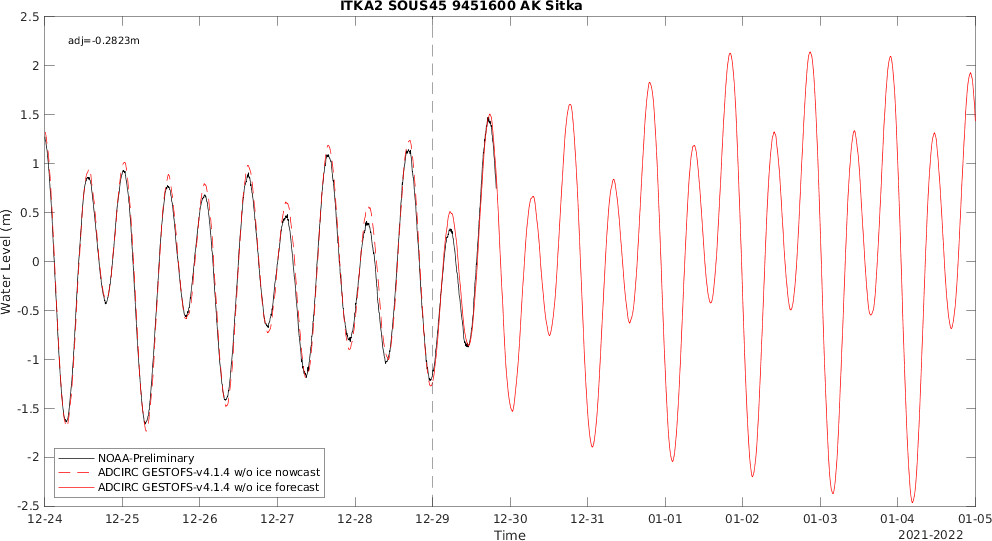 ITKA2 SOUS45 9451600 AK Sitka
adj=-0.2823m
2.5
2
1.5
1
0.5
0
-0.5
-1
-1.5
-2
-2.5
Water Level (m)
NOAA-Preliminary
ADCIRC GESTOFS-v4.1.4 w/o ice nowcast
ADCIRC GESTOFS-v4.1.4 w/o ice forecast
12-24 12-25 12-26 12-27 12-28 12-29 12-30 12-31 01-01 01-02 01-03 01-04 01-05
Time
2021-2022